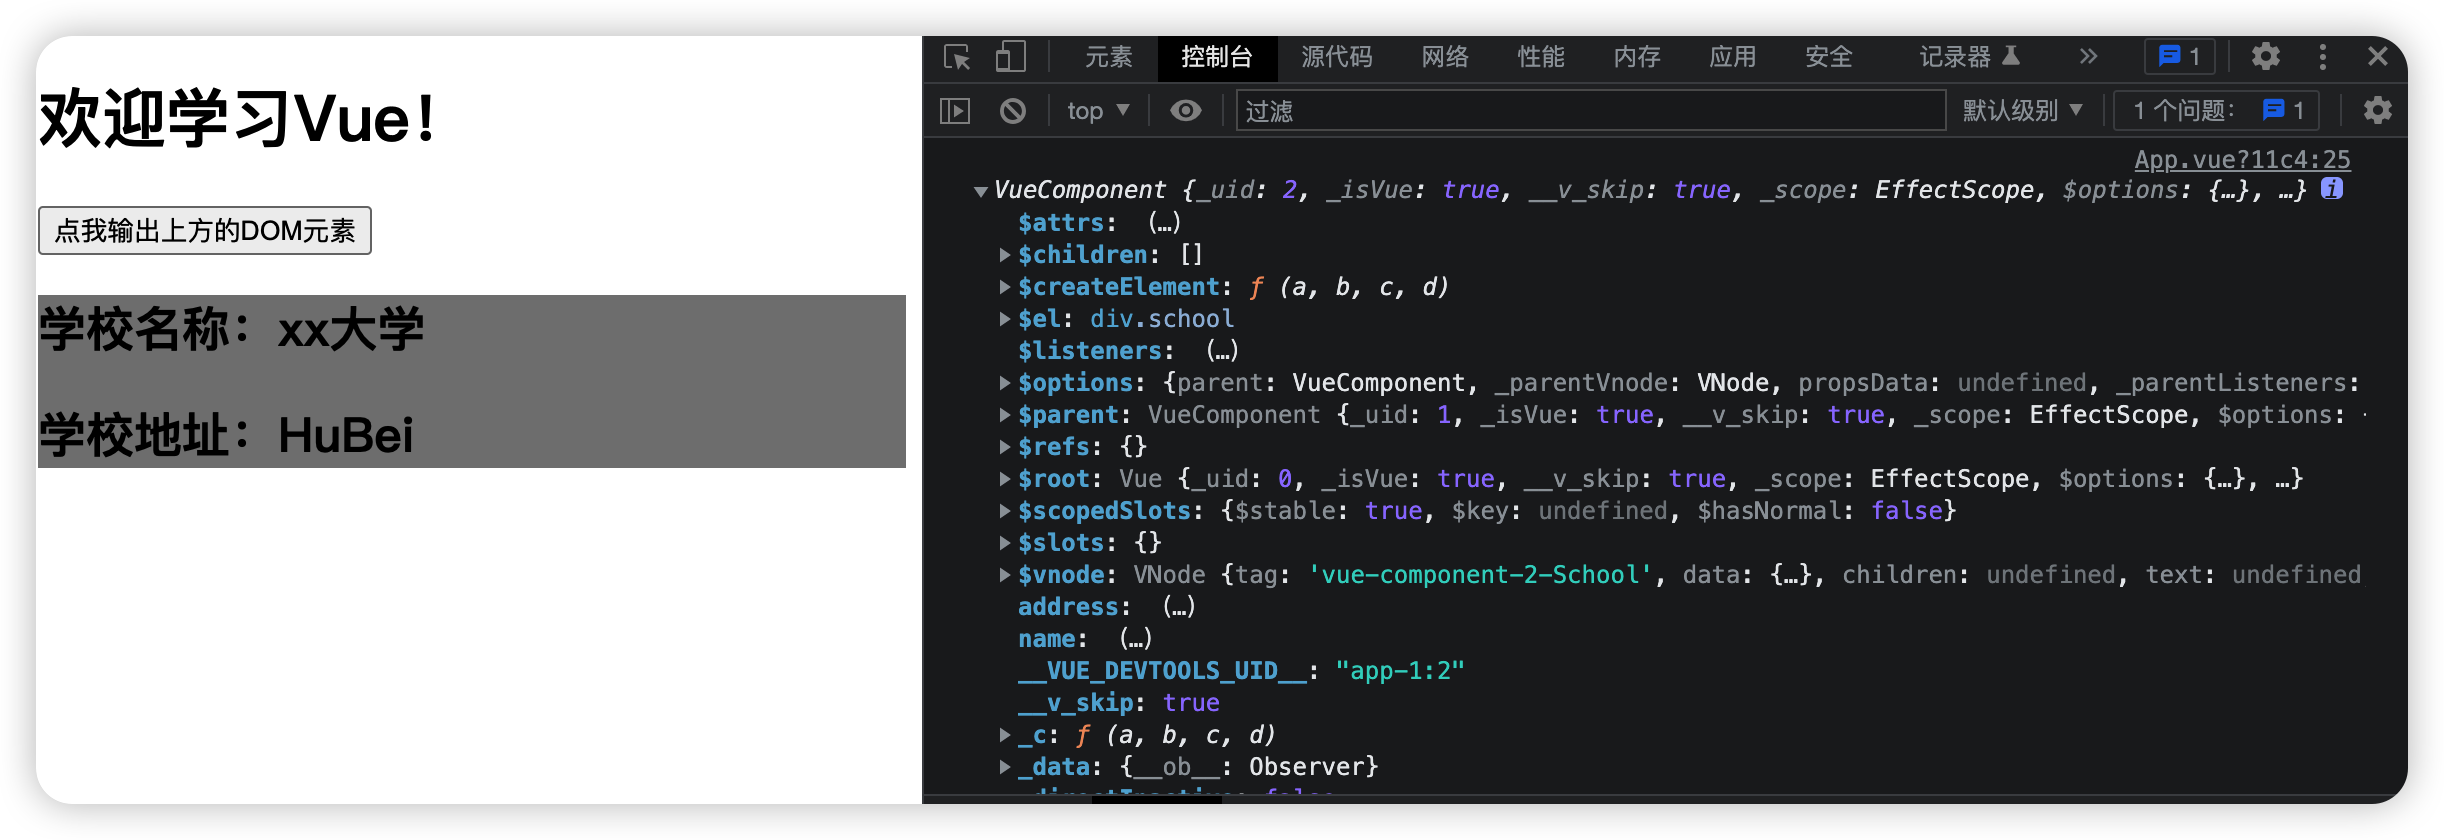 欢迎学习Vue！
点我输出上方的DOM元素
学校名称：xx大学
学校地址：HuBei
元素 控制台 源代码 网络 性能 内存 应用 安全 记录器 » 1
top 过滤 默认级别 1 个问题： 1
App.vue?11c4:25
VueComponent {_uid: 2, _isVue: true, __v_skip: true, _scope: EffectScope, $options: {…}, …} i
$attrs: (…)
$children: []
$createElement: ƒ (a, b, c, d)
$el: div.school
$listeners: (…)
$options: {parent: VueComponent, _parentVnode: VNode, propsData: undefined, _parentListeners:
$parent: VueComponent {_uid: 1, _isVue: true, __v_skip: true, _scope: EffectScope, $options:
$refs: {}
$root: Vue {_uid: 0, _isVue: true, __v_skip: true, _scope: EffectScope, $options: {…}, …}
$scopedSlots: {$stable: true, $key: undefined, $hasNormal: false}
$slots: {}
$vnode: VNode {tag: 'vue-component-2-School', data: {…}, children: undefined, text: undefined
address: (…)
name: (…)
__VUE_DEVTOOLS_UID__: "app-1:2"
__v_skip: true
_c: ƒ (a, b, c, d)
_data: {__ob__: Observer}